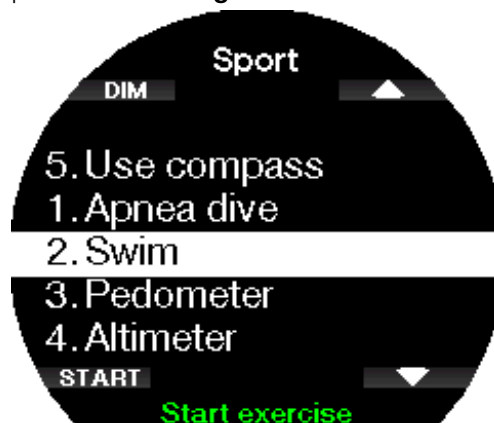 Sport
DIM
5. Use compass
1. Apnea dive
2. Swim
3. Pedometer
4. Altimeter
START
Start exercise